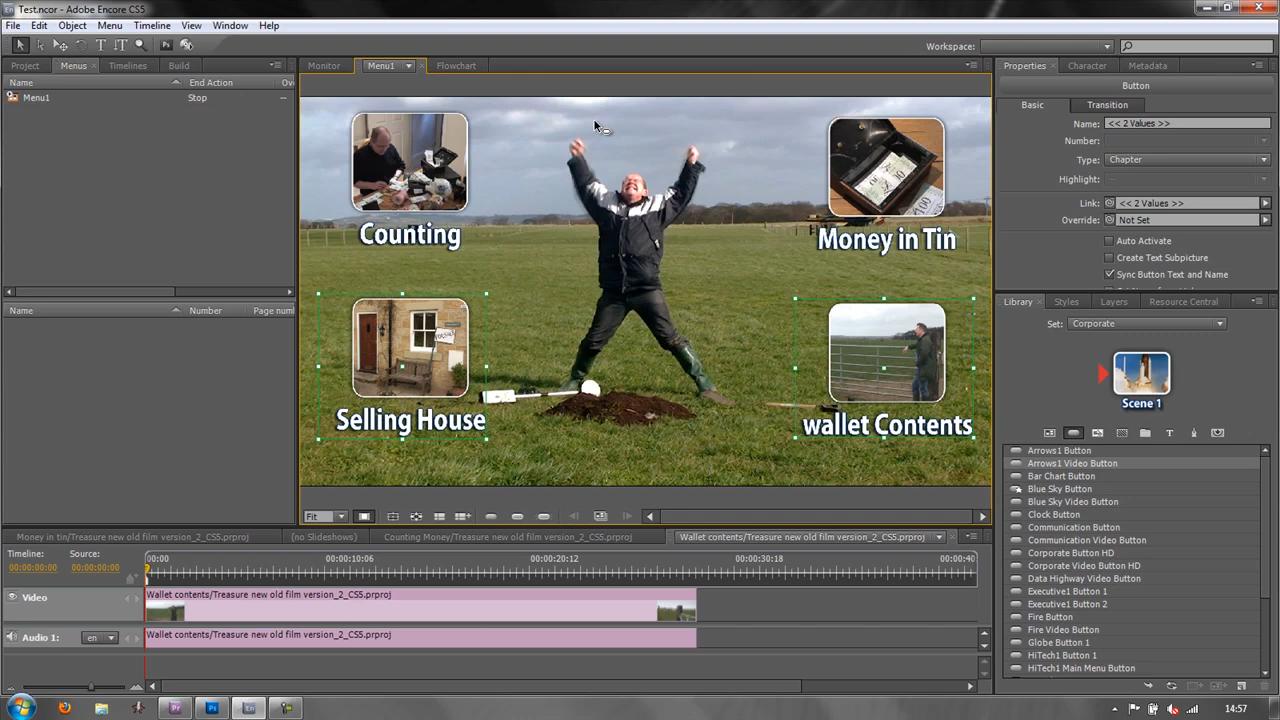 Test.ncor - Adobe Encore CS5
File Edit Object Menu Timeline View Window Help
Workspace:
Project Menus Timelines Build
Monitor Menu1 Flowchart
Properties Character Metadata
Name End Action
Menu1 Stop --
Button
Basic Transition
Name: << 2 Values >>
Number:
Type: Chapter
Highlight: --
Link: << 2 Values >>
Override: Not Set
Auto Activate
Create Text Subpicture
Sync Button Text and Name
Counting
Money in Tin
Selling House
wallet Contents
Name Number Page num
Library Styles Layers Resource Central
Set: Corporate
Scene 1
Arrows1 Button
Arrows1 Video Button
Bar Chart Button
Blue Sky Button
Blue Sky Video Button
Clock Button
Communication Button
Communication Video Button
Corporate Button HD
Corporate Video Button HD
Data Highway Video Button
Executive1 Button 1
Executive1 Button 2
Fire Button
Fire Video Button
Globe Button 1
HiTech1 Button 1
HiTech1 Main Menu Button
Fit
Money in tin/Treasure new old film version_2_CS5.prproj (no Slideshows) Counting Money/Treasure new old film version_2_CS5.prproj Wallet contents/Treasure new old film version_2_CS5.prproj
Timeline: Source:
00:00:00:00 00:00:00:00
00:00 00:00:10:06 00:00:20:12 00:00:30:18 00:00:40
Video Wallet contents/Treasure new old film version_2_CS5.prproj
Audio 1: en Wallet contents/Treasure new old film version_2_CS5.prproj
14:57